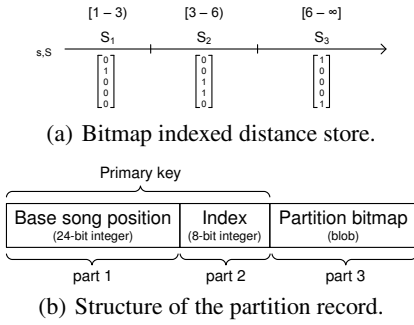 [1 – 3) [3 – 6) [6 – ∞]
S1 S2 S3
s,S
0 0 1
1 0 0
0 1 0
0 1 0
0 0 1
(a) Bitmap indexed distance store.
Primary key
Base song position Index Partition bitmap
(24-bit integer) (8-bit integer) (blob)
part 1 part 2 part 3
(b) Structure of the partition record.